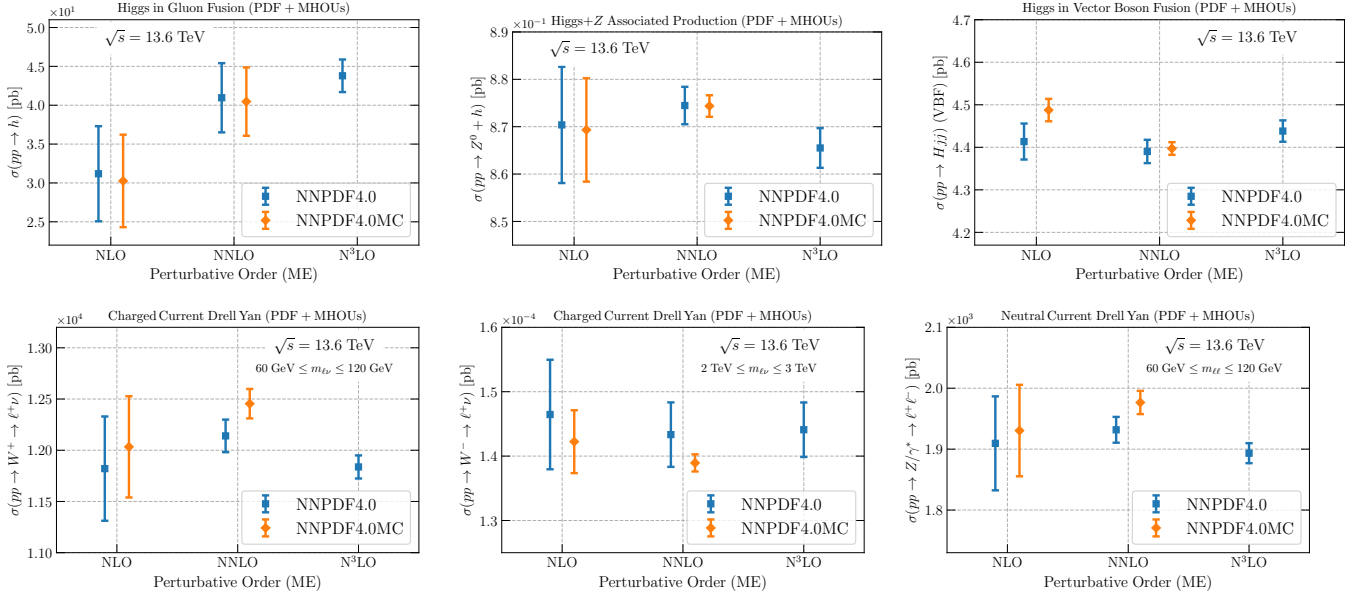 Higgs in Gluon Fusion (PDF + MHOUs)
×10¹
√s = 13.6 TeV
σ(pp → h) [pb]
5.0
4.5
4.0
3.5
3.0
2.5
NNPDF4.0
NNPDF4.0MC
NLO NNLO N³LO
Perturbative Order (ME)
Higgs+Z Associated Production (PDF + MHOUs)
×10⁻¹
√s = 13.6 TeV
σ(pp → Z⁰ + h) [pb]
8.9
8.8
8.7
8.6
8.5
NNPDF4.0
NNPDF4.0MC
NLO NNLO N³LO
Perturbative Order (ME)
Higgs in Vector Boson Fusion (PDF + MHOUs)
√s = 13.6 TeV
σ(pp → Hjj) (VBF) [pb]
4.7
4.6
4.5
4.4
4.3
4.2
NNPDF4.0
NNPDF4.0MC
NLO NNLO N³LO
Perturbative Order (ME)
Charged Current Drell Yan (PDF + MHOUs)
×10⁴
√s = 13.6 TeV
60 GeV ≤ mℓν ≤ 120 GeV
σ(pp → W⁺ → ℓ⁺ν) [pb]
1.30
1.25
1.20
1.15
1.10
NNPDF4.0
NNPDF4.0MC
NLO NNLO N³LO
Perturbative Order (ME)
Charged Current Drell Yan (PDF + MHOUs)
×10⁻⁴
√s = 13.6 TeV
2 TeV ≤ mℓν ≤ 3 TeV
σ(pp → W⁻ → ℓ⁺ν) [pb]
1.6
1.5
1.4
1.3
NNPDF4.0
NNPDF4.0MC
NLO NNLO N³LO
Perturbative Order (ME)
Neutral Current Drell Yan (PDF + MHOUs)
×10³
√s = 13.6 TeV
60 GeV ≤ mℓℓ ≤ 120 GeV
σ(pp → Z/γ* → ℓ⁺ℓ⁻) [pb]
2.1
2.0
1.9
1.8
NNPDF4.0
NNPDF4.0MC
NLO NNLO N³LO
Perturbative Order (ME)